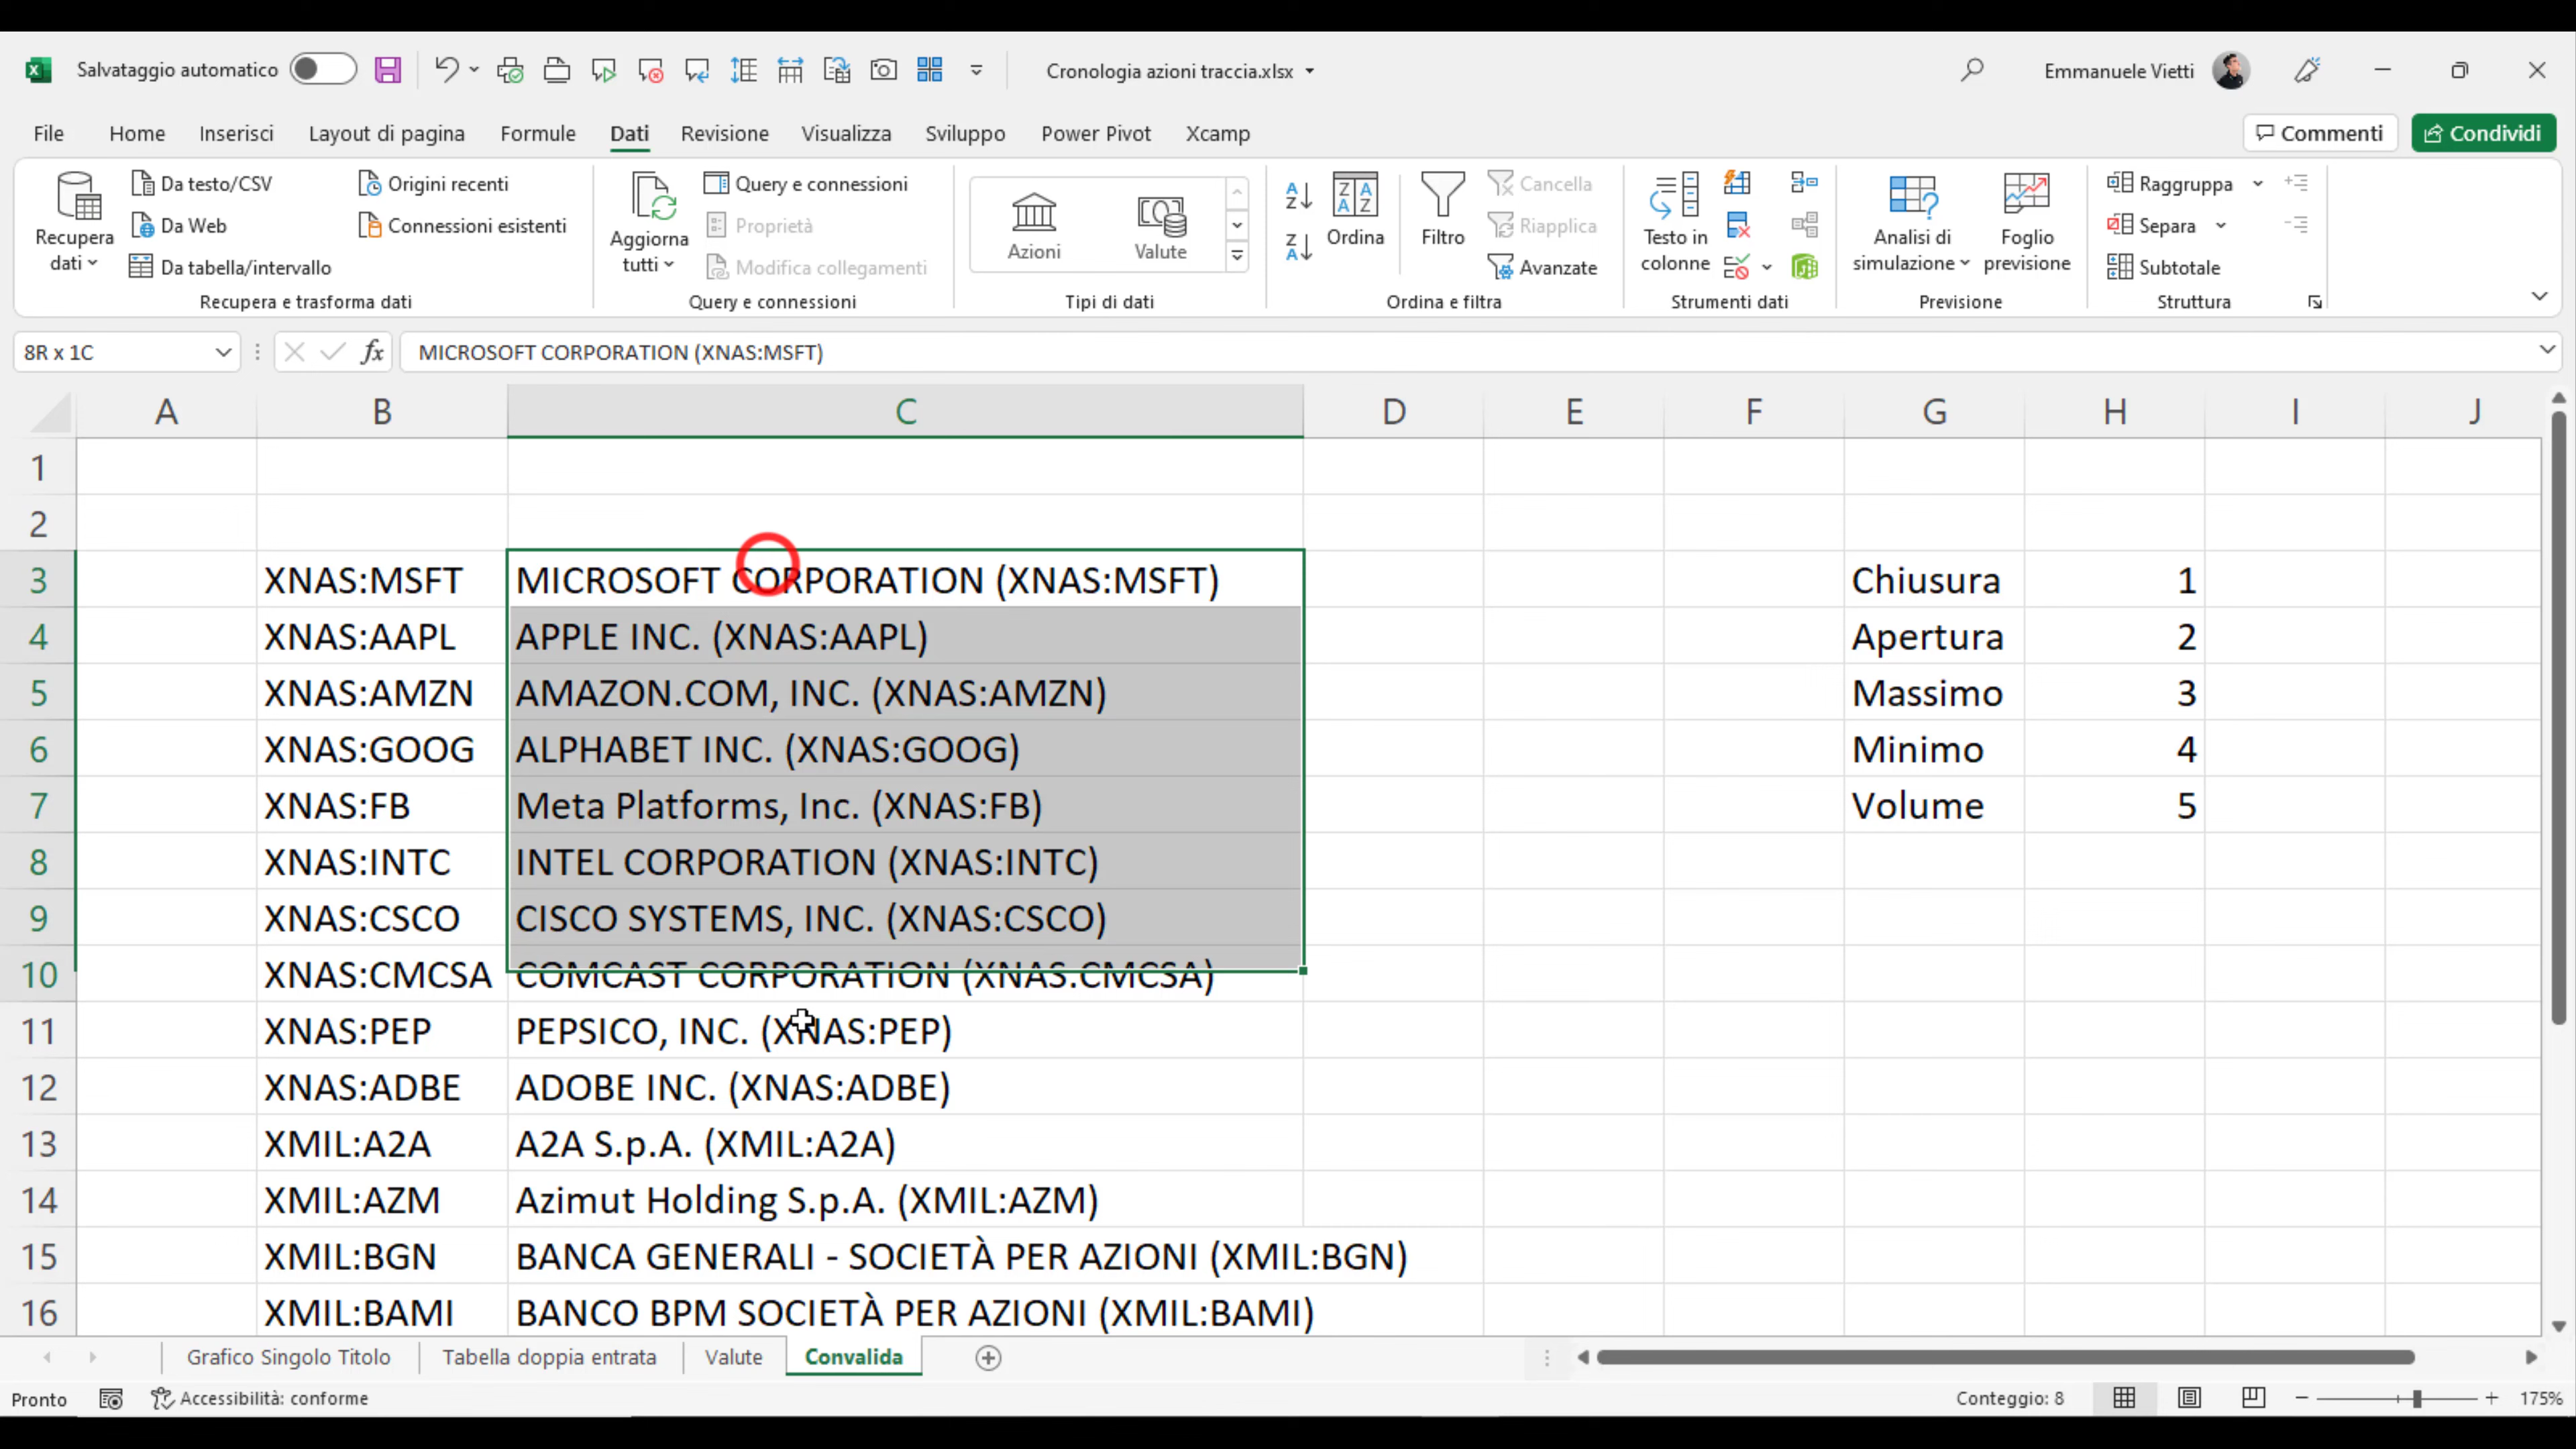 Salvataggio automatico
Cronologia azioni traccia.xlsx
Emmanuele Vietti
File Home Inserisci Layout di pagina Formule Dati Revisione Visualizza Sviluppo Power Pivot Xcamp
Commenti
Condividi
Recupera dati
Da testo/CSV
Da Web
Da tabella/intervallo
Origini recenti
Connessioni esistenti
Recupera e trasforma dati
Aggiorna tutti
Query e connessioni
Proprietà
Modifica collegamenti
Query e connessioni
Azioni
Valute
Tipi di dati
Ordina
Filtro
Cancella
Riapplica
Avanzate
Ordina e filtra
Testo in colonne
Strumenti dati
Analisi di simulazione
Foglio previsione
Previsione
Raggruppa
Separa
Subtotale
Struttura
8R x 1C
fx
MICROSOFT CORPORATION (XNAS:MSFT)
A B C D E F G H I J
1
2
3 XNAS:MSFT MICROSOFT CORPORATION (XNAS:MSFT) Chiusura 1
4 XNAS:AAPL APPLE INC. (XNAS:AAPL) Apertura 2
5 XNAS:AMZN AMAZON.COM, INC. (XNAS:AMZN) Massimo 3
6 XNAS:GOOG ALPHABET INC. (XNAS:GOOG) Minimo 4
7 XNAS:FB Meta Platforms, Inc. (XNAS:FB) Volume 5
8 XNAS:INTC INTEL CORPORATION (XNAS:INTC)
9 XNAS:CSCO CISCO SYSTEMS, INC. (XNAS:CSCO)
10 XNAS:CMCSA COMCAST CORPORATION (XNAS:CMCSA)
11 XNAS:PEP PEPSICO, INC. (XNAS:PEP)
12 XNAS:ADBE ADOBE INC. (XNAS:ADBE)
13 XMIL:A2A A2A S.p.A. (XMIL:A2A)
14 XMIL:AZM Azimut Holding S.p.A. (XMIL:AZM)
15 XMIL:BGN BANCA GENERALI - SOCIETÀ PER AZIONI (XMIL:BGN)
16 XMIL:BAMI BANCO BPM SOCIETÀ PER AZIONI (XMIL:BAMI)
Grafico Singolo Titolo Tabella doppia entrata Valute Convalida
Pronto
Accessibilità: conforme
Conteggio: 8
175%